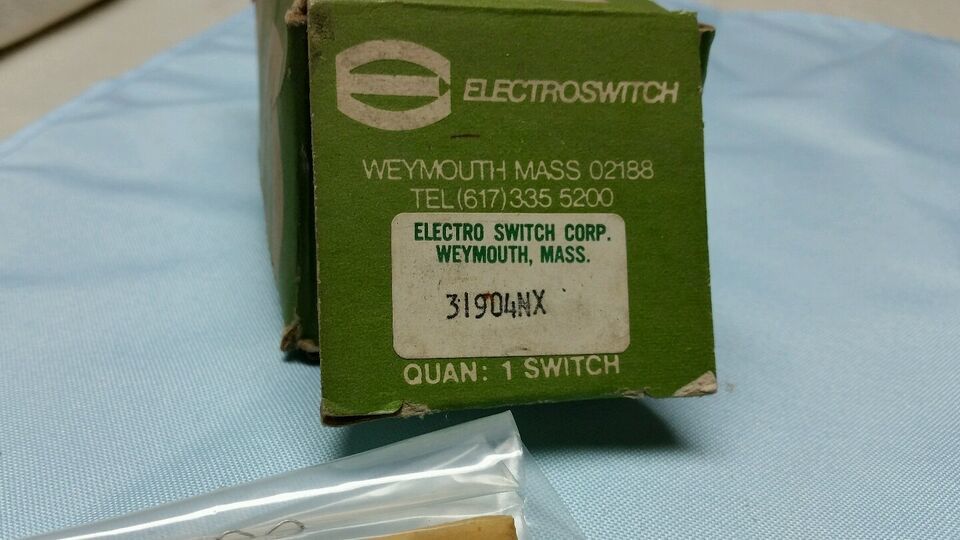 ELECTROSWITCH
WEYMOUTH MASS 02188
TEL (617) 335 5200
ELECTRO SWITCH CORP.
WEYMOUTH, MASS.
31904NX
QUAN: 1 SWITCH